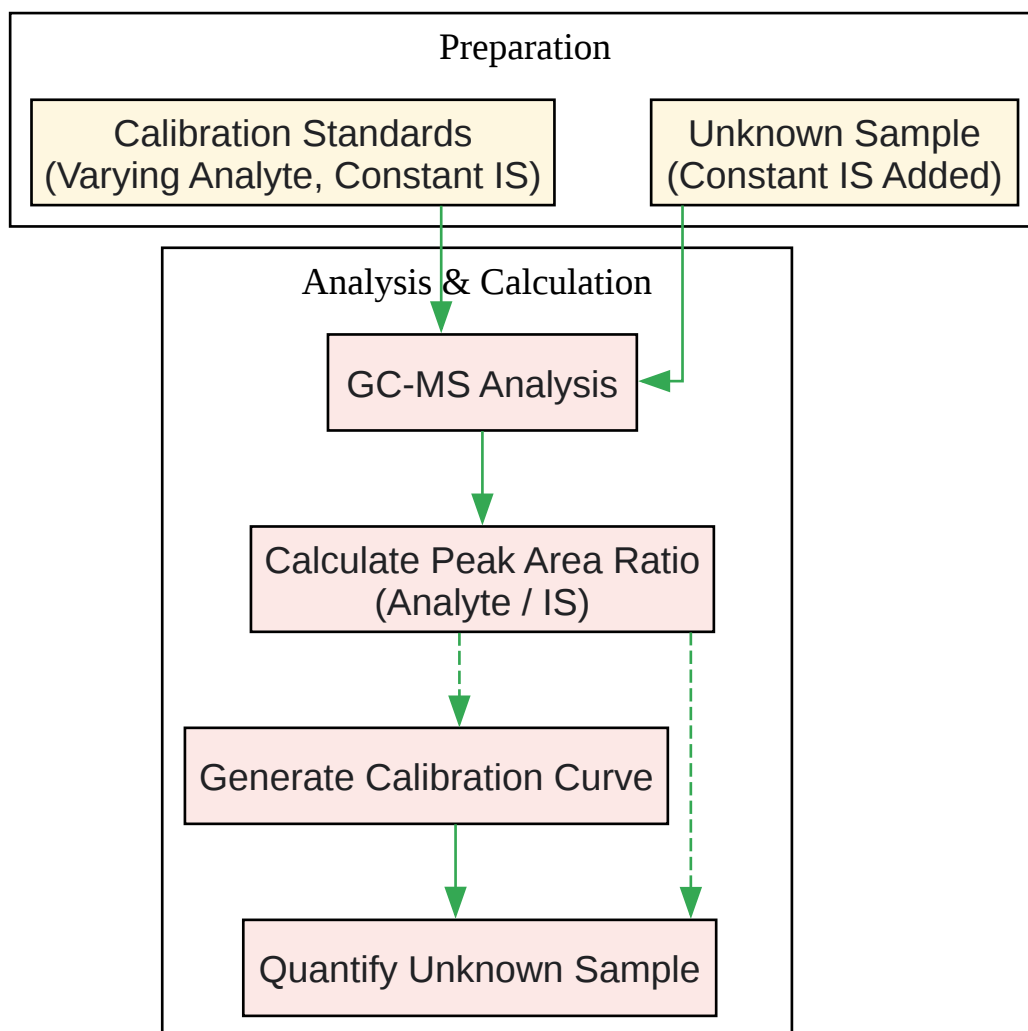 Preparation
Calibration Standards
(Varying Analyte, Constant IS)
Unknown Sample
(Constant IS Added)
Analysis & Calculation
GC-MS Analysis
Calculate Peak Area Ratio
(Analyte / IS)
Generate Calibration Curve
Quantify Unknown Sample